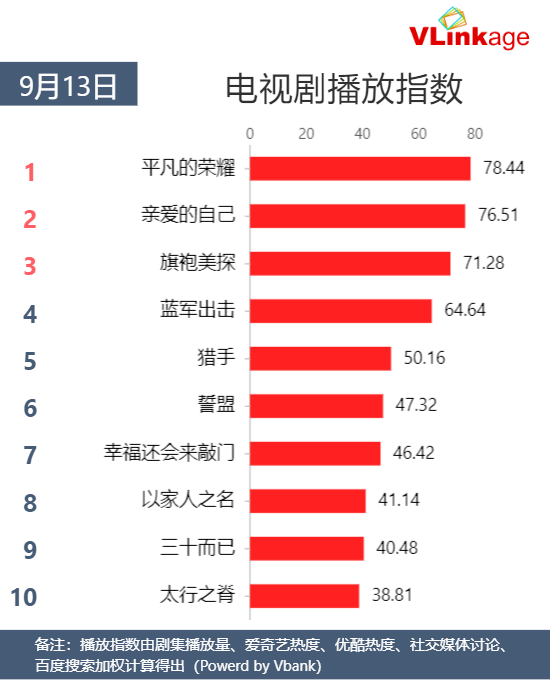 VLinkage
9月13日
电视剧播放指数
0 20 40 60 80
1 平凡的荣耀 78.44
2 亲爱的自己 76.51
3 旗袍美探 71.28
4 蓝军出击 64.64
5 猎手 50.16
6 誓盟 47.32
7 幸福还会来敲门 46.42
8 以家人之名 41.14
9 三十而已 40.48
10 太行之脊 38.81
备注：播放指数由剧集播放量、爱奇艺热度、优酷热度、社交媒体讨论、
百度搜索加权计算得出（Powerd by Vbank）